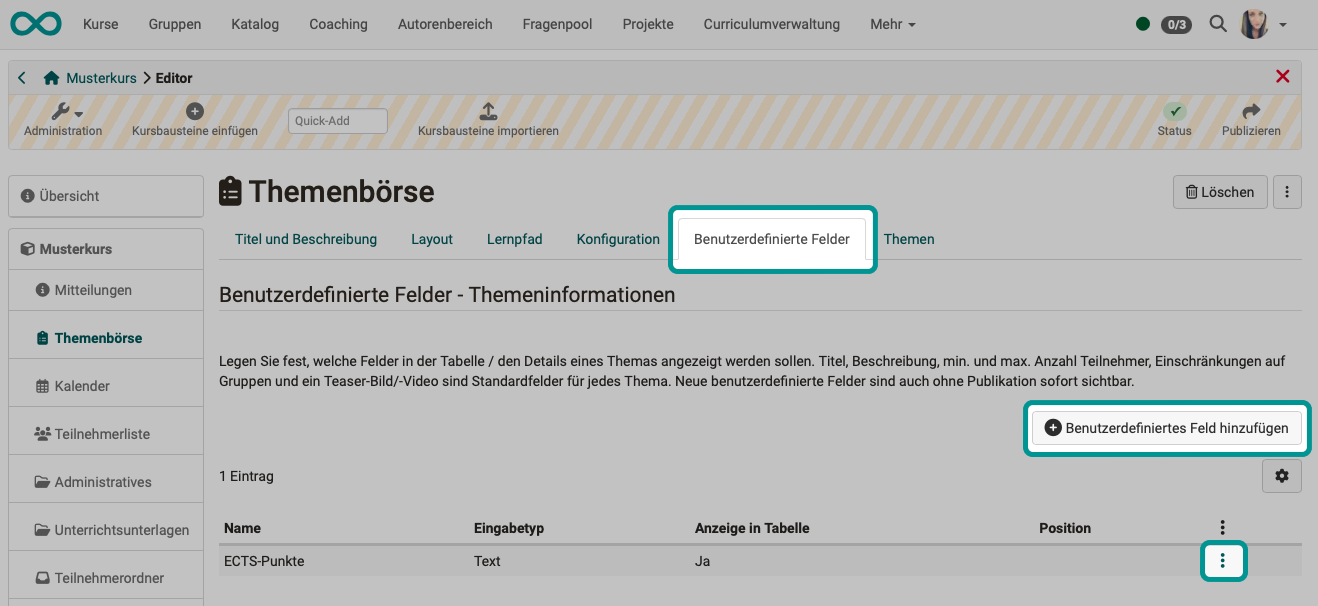 Kurse Gruppen Katalog Coaching Autorenbereich Fragenpool Projekte Curriculumverwaltung Mehr 0/3
Musterkurs Editor
Administration Kursbausteine einfügen Quick-Add Kursbausteine importieren Status Publizieren
Übersicht
Musterkurs
Mitteilungen
Themenbörse
Kalender
Teilnehmerliste
Administratives
Unterrichtsunterlagen
Teilnehmerordner
Themenbörse
Löschen
Titel und Beschreibung Layout Lernpfad Konfiguration Benutzerdefinierte Felder Themen
Benutzerdefinierte Felder - Themeninformationen
Legen Sie fest, welche Felder in der Tabelle / den Details eines Themas angezeigt werden sollen. Titel, Beschreibung, min. und max. Anzahl Teilnehmer, Einschränkungen auf
Gruppen und ein Teaser-Bild/-Video sind Standardfelder für jedes Thema. Neue benutzerdefinierte Felder sind auch ohne Publikation sofort sichtbar.
Benutzerdefiniertes Feld hinzufügen
1 Eintrag
Name Eingabetyp Anzeige in Tabelle Position
ECTS-Punkte Text Ja